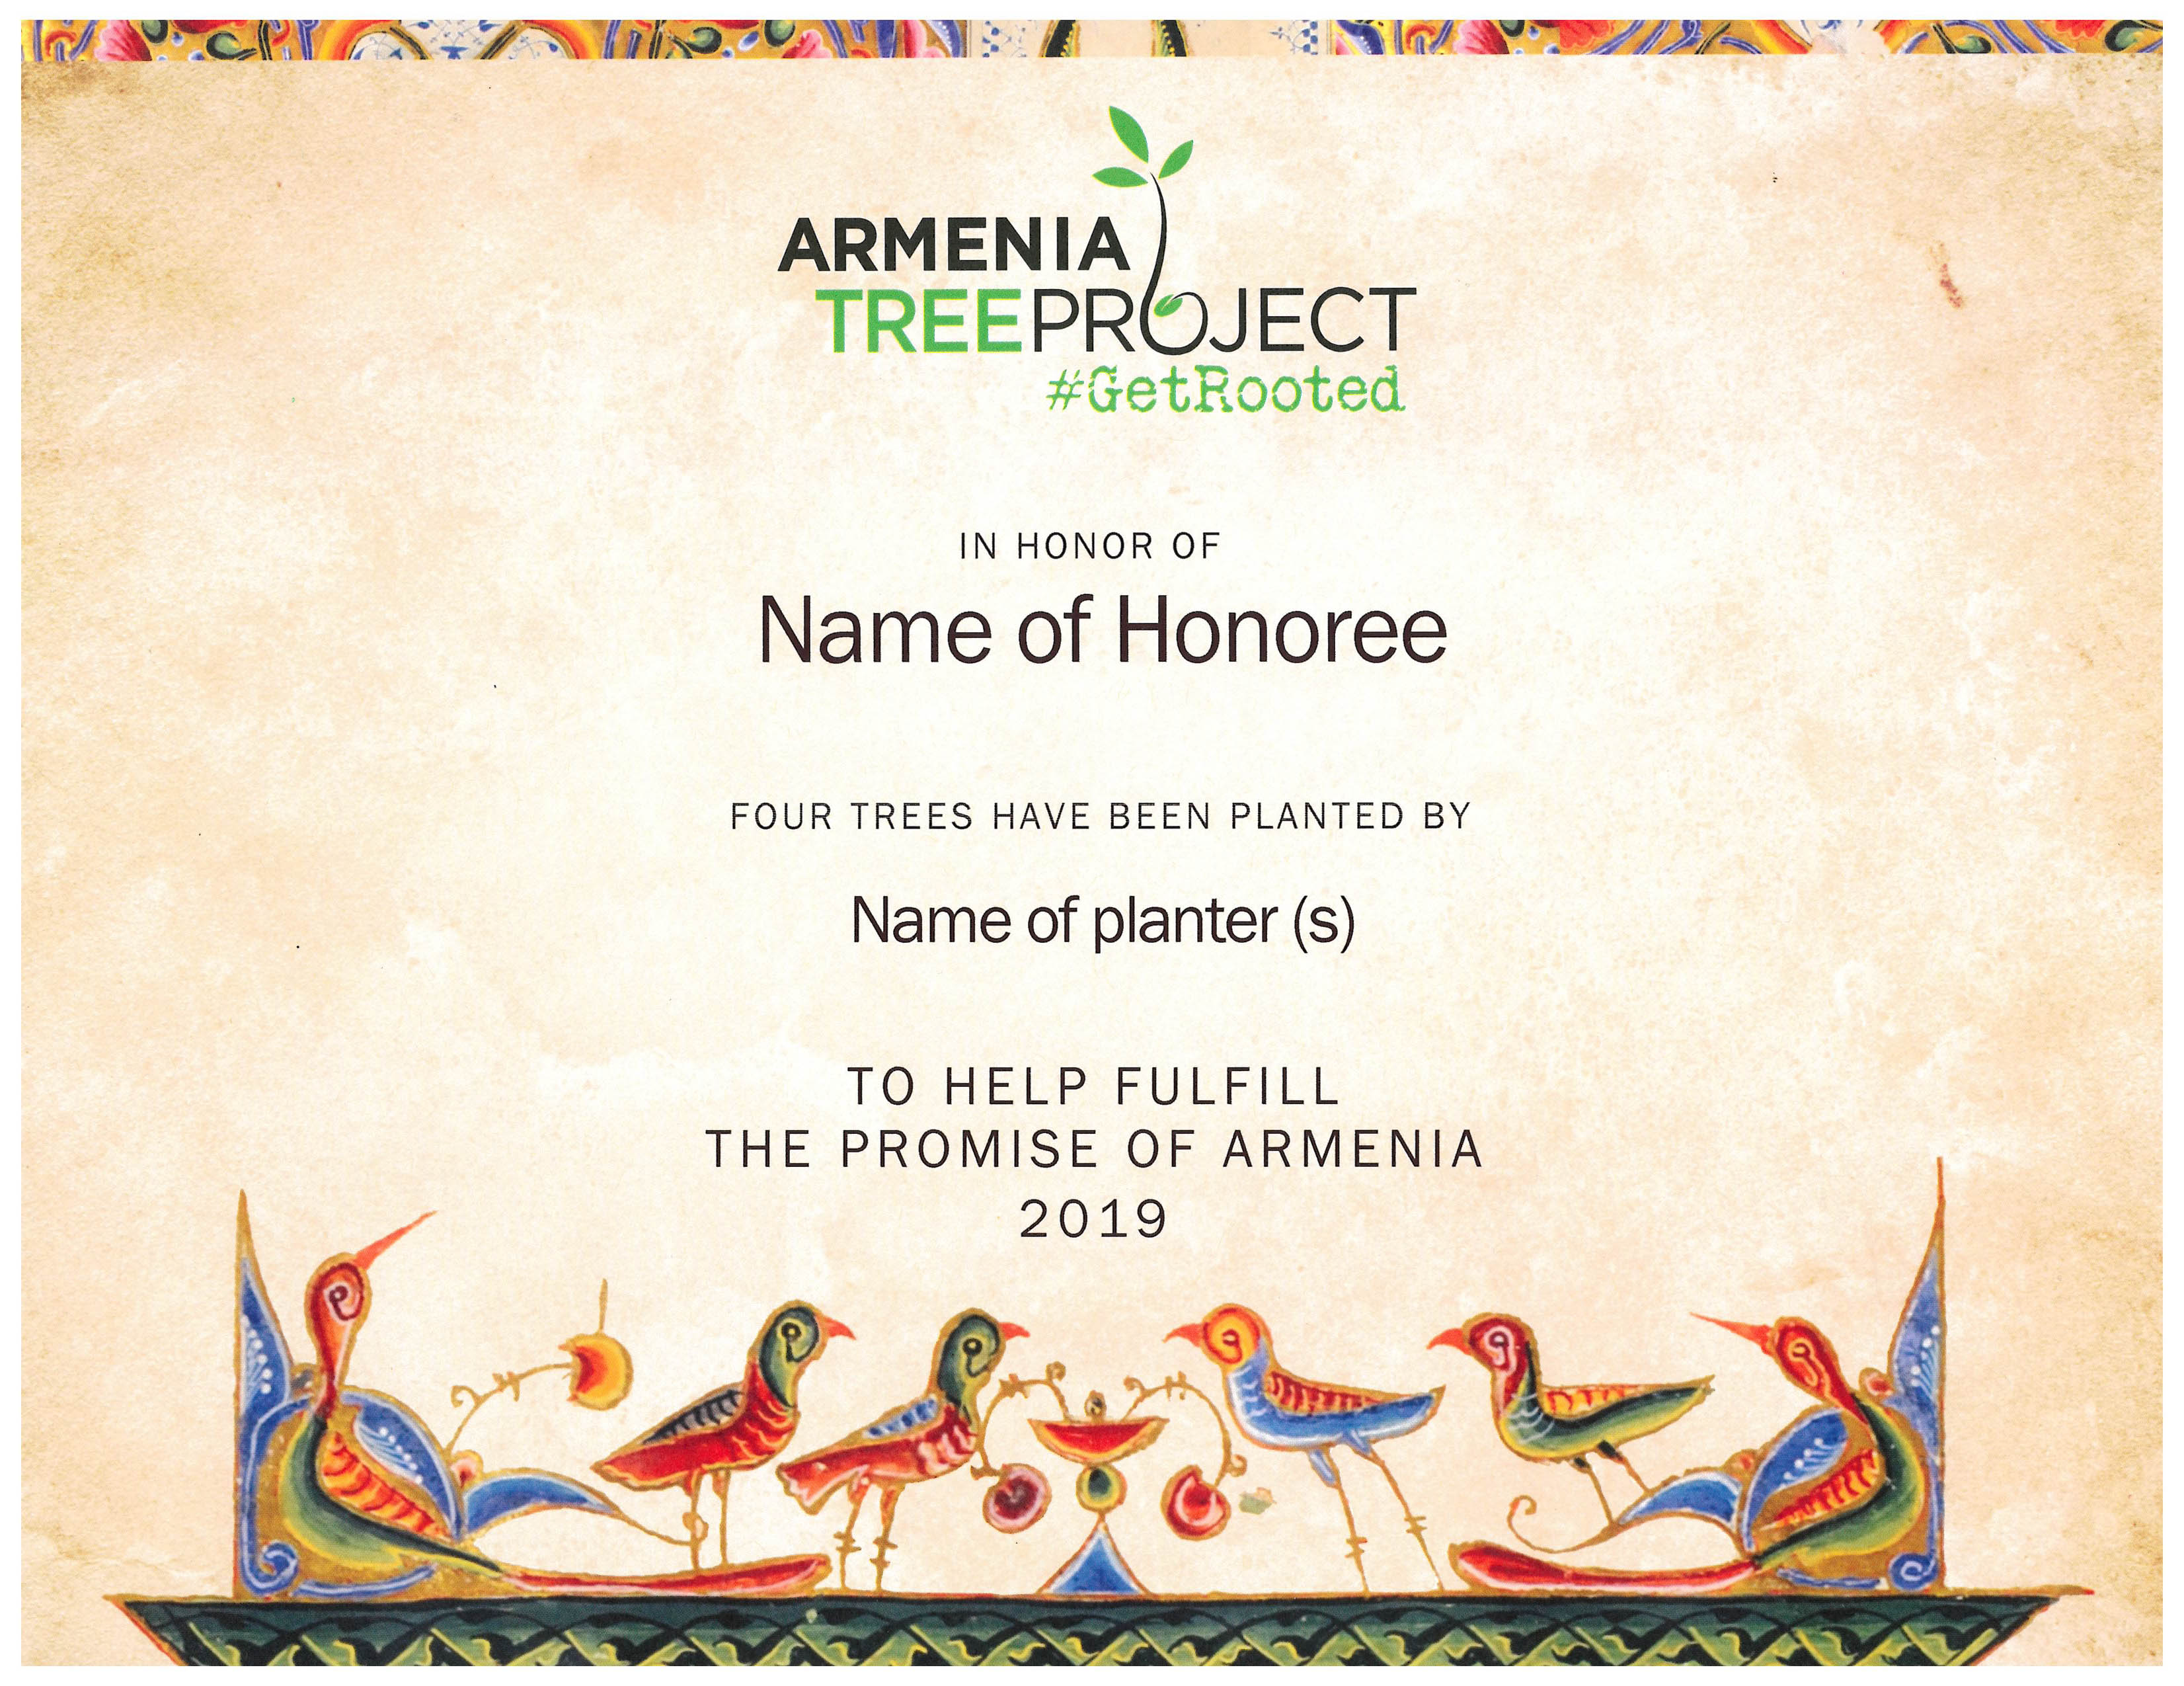 ARMENIA
TREEPROJECT
#GetRooted
IN HONOR OF
Name of Honoree
FOUR TREES HAVE BEEN PLANTED BY
Name of planter (s)
TO HELP FULFILL
THE PROMISE OF ARMENIA
2019